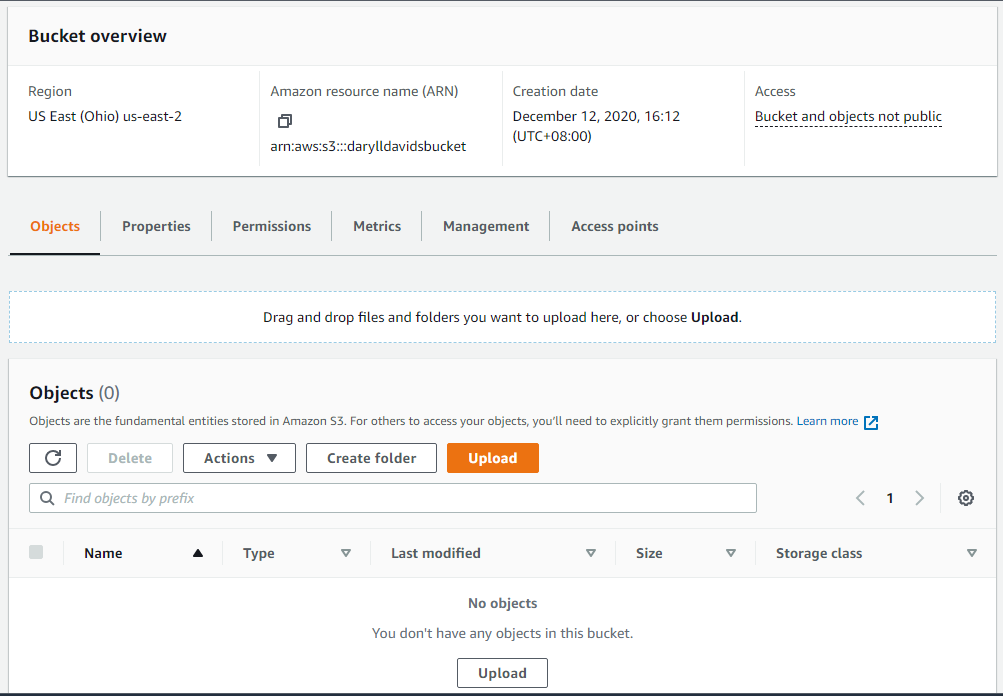 Bucket overview
Region
US East (Ohio) us-east-2
Amazon resource name (ARN)
arn:aws:s3:::darylldavidsbucket
Creation date
December 12, 2020, 16:12
(UTC+08:00)
Access
Bucket and objects not public
Objects
Properties
Permissions
Metrics
Management
Access points
Drag and drop files and folders you want to upload here, or choose Upload.
Objects (0)
Objects are the fundamental entities stored in Amazon S3. For others to access your objects, you'll need to explicitly grant them permissions. Learn more
Delete
Actions
Create folder
Upload
Find objects by prefix
1
Name
Type
Last modified
Size
Storage class
No objects
You don't have any objects in this bucket.
Upload